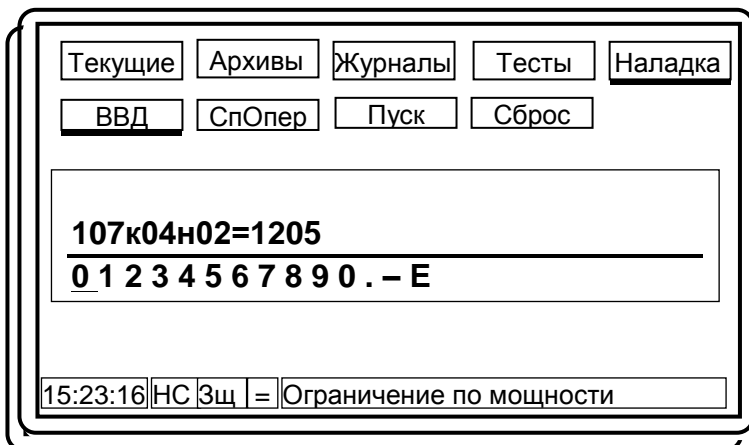 Текущие Архивы Журналы Тесты Наладка
ВВД СпОпер Пуск Сброс
107к04н02=1205
0 1 2 3 4 5 6 7 8 9 0 . – Е
15:23:16 НС Зщ = Ограничение по мощности